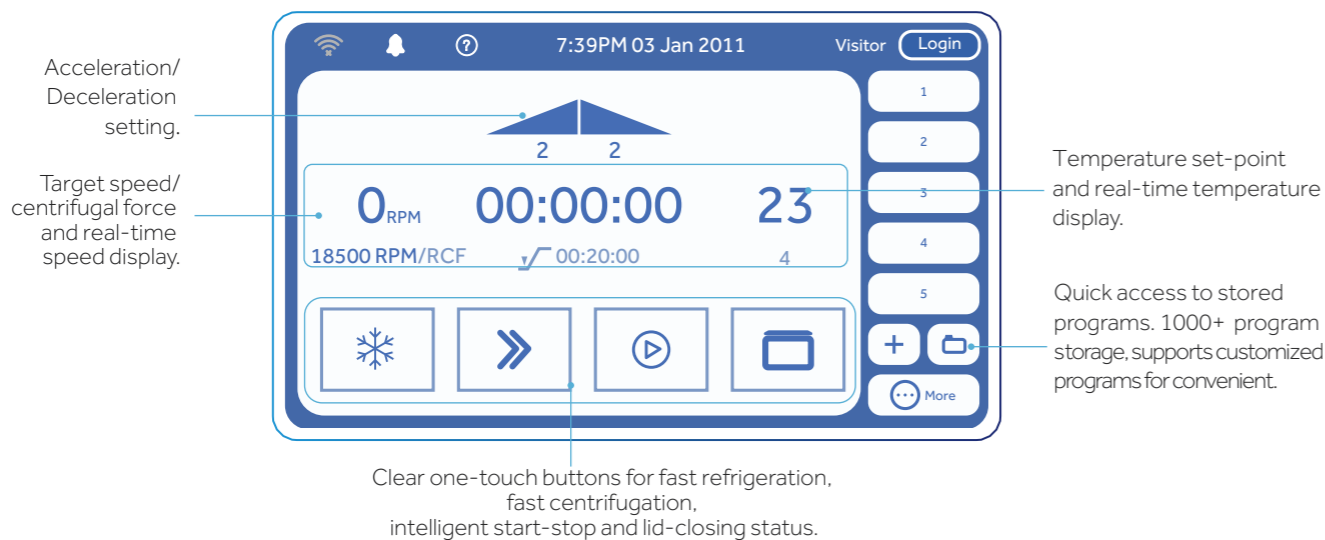 7:39PM 03 Jan 2011
Visitor
Login
Acceleration/
Deceleration
setting.
2 2
Target speed/
centrifugal force
and real-time
speed display.
0 RPM 00:00:00 23
18500 RPM/RCF 00:20:00 4
1
2
3
4
5
More
Temperature set-point
and real-time temperature
display.
Quick access to stored
programs. 1000+ program
storage, supports customized
programs for convenient.
Clear one-touch buttons for fast refrigeration,
fast centrifugation,
intelligent start-stop and lid-closing status.